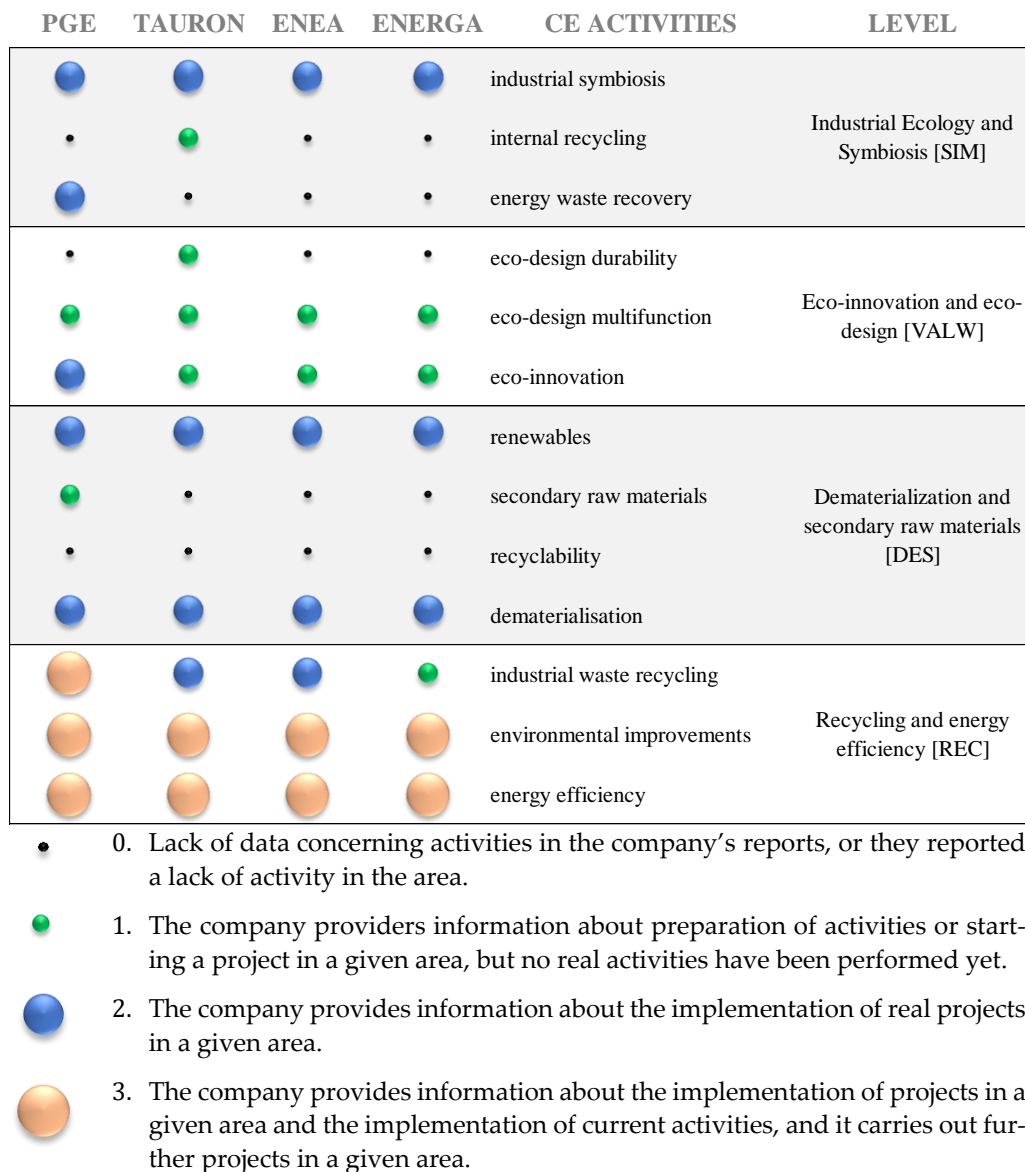 PGE TAURON ENEA ENERGA CE ACTIVITIES LEVEL
industrial symbiosis
internal recycling
energy waste recovery
Industrial Ecology and
Symbiosis [SIM]
eco-design durability
eco-design multifunction
eco-innovation
Eco-innovation and eco-
design [VALW]
renewables
secondary raw materials
recyclability
dematerialisation
Dematerialization and
secondary raw materials
[DES]
industrial waste recycling
environmental improvements
energy efficiency
Recycling and energy
efficiency [REC]
0. Lack of data concerning activities in the company’s reports, or they reported
a lack of activity in the area.
1. The company providers information about preparation of activities or start-
ing a project in a given area, but no real activities have been performed yet.
2. The company provides information about the implementation of real projects
in a given area.
3. The company provides information about the implementation of projects in a
given area and the implementation of current activities, and it carries out fur-
ther projects in a given area.